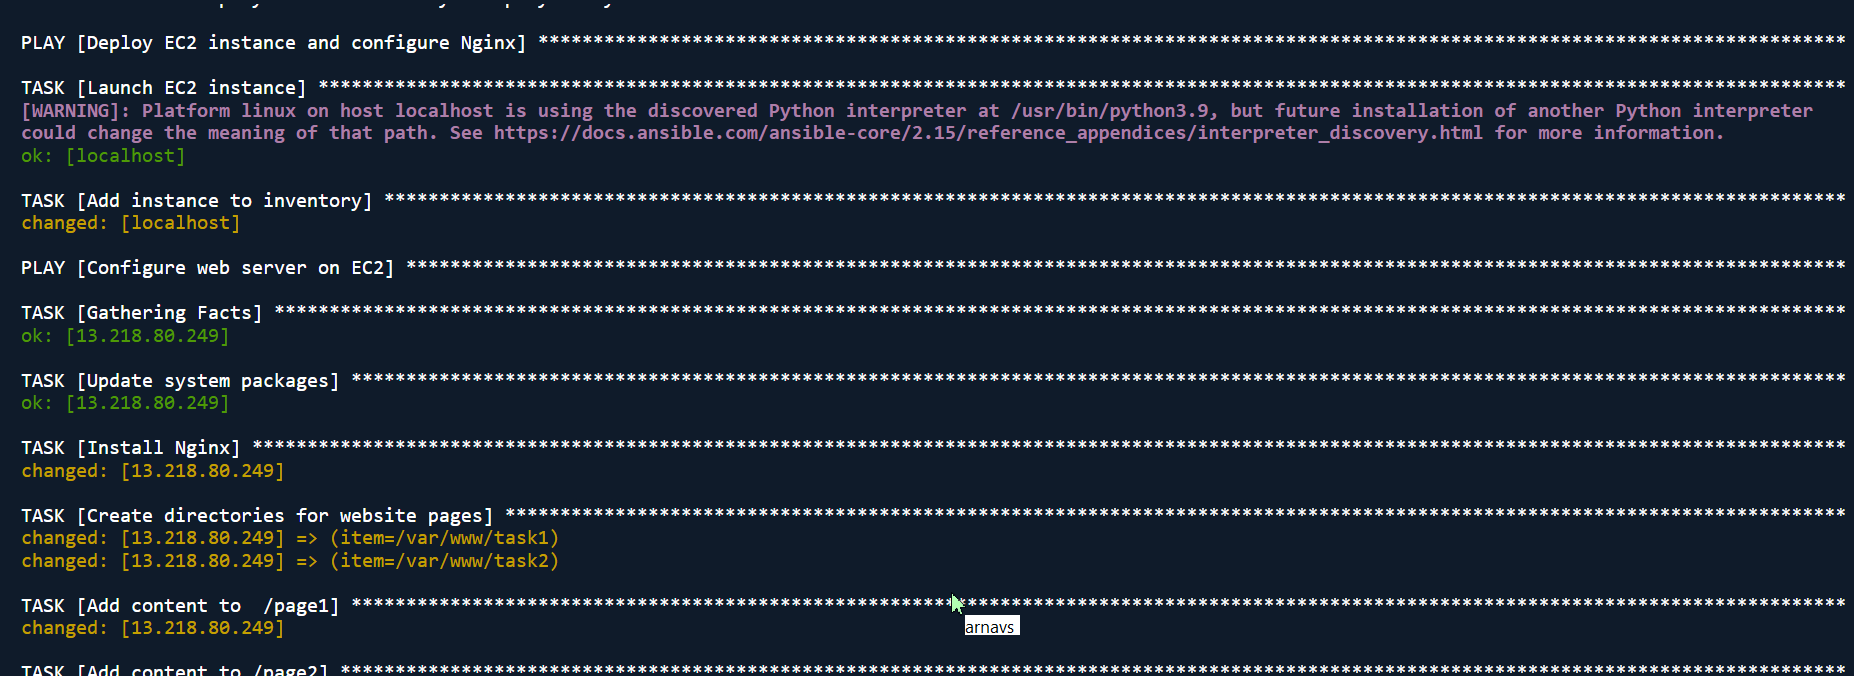 PLAY [Deploy EC2 instance and configure Nginx] ***********************************************************************************************************************
TASK [Launch EC2 instance] *******************************************************************************************************************************************
[WARNING]: Platform linux on host localhost is using the discovered Python interpreter at /usr/bin/python3.9, but future installation of another Python interpreter
could change the meaning of that path. See https://docs.ansible.com/ansible-core/2.15/reference_appendices/interpreter_discovery.html for more information.
ok: [localhost]
TASK [Add instance to inventory] *************************************************************************************************************************************
changed: [localhost]
PLAY [Configure web server on EC2] ***********************************************************************************************************************************
TASK [Gathering Facts] ***********************************************************************************************************************************************
ok: [13.218.80.249]
TASK [Update system packages] ****************************************************************************************************************************************
ok: [13.218.80.249]
TASK [Install Nginx] *************************************************************************************************************************************************
changed: [13.218.80.249]
TASK [Create directories for website pages] **************************************************************************************************************************
changed: [13.218.80.249] => (item=/var/www/task1)
changed: [13.218.80.249] => (item=/var/www/task2)
TASK [Add content to  /page1] ****************************************************************************************************************************************
changed: [13.218.80.249]
arnavs
TASK [Add content to /page2] *****************************************************************************************************************************************